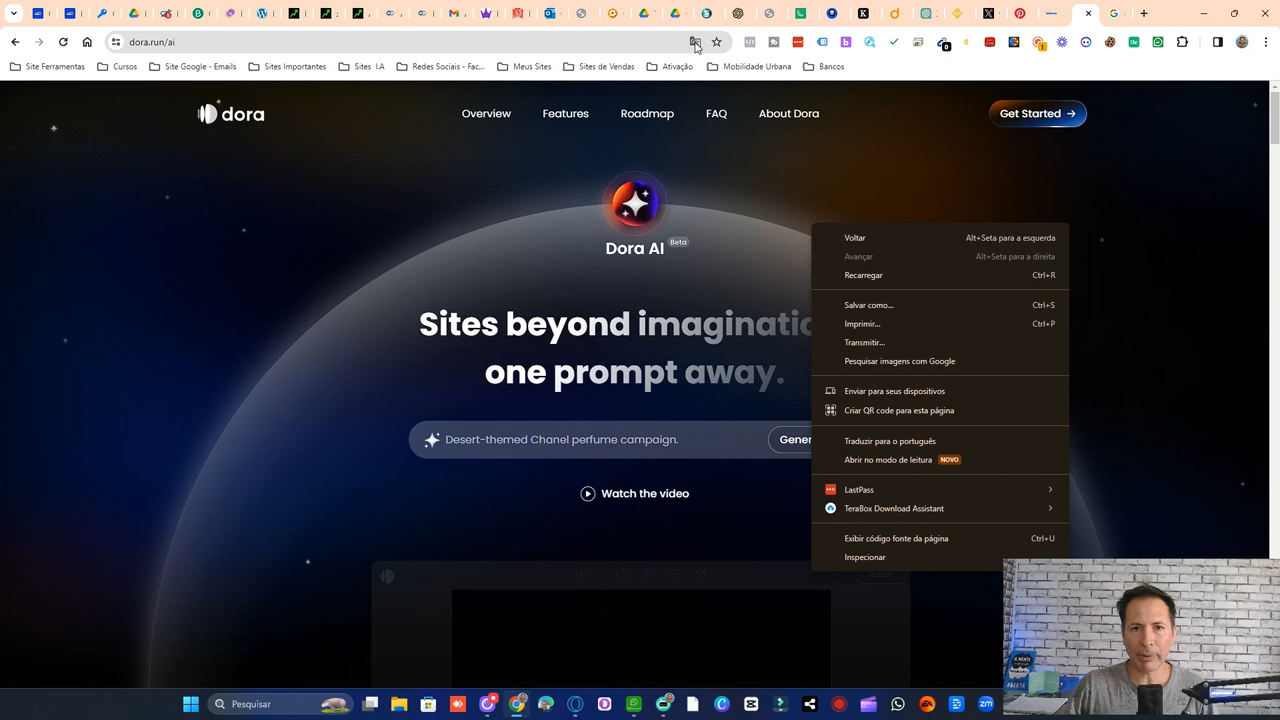 dora.run/ai
Site Ferramentas
Cursos
Site Google - Emails
Sites Importantes
Sites .I.A
Redes Sociais - Fac...
Meus Sites
Sites de Vendas
Ativação
Mobilidade Urbana
Bancos
dora
Overview
Features
Roadmap
FAQ
About Dora
Get Started
Dora AI Beta
Sites beyond imaginatio
one prompt away.
Desert-themed Chanel perfume campaign.
Gener
Watch the video
Voltar Alt+Seta para a esquerda
Avançar Alt+Seta para a direita
Recarregar Ctrl+R
Salvar como... Ctrl+S
Imprimir... Ctrl+P
Transmitir...
Pesquisar imagens com Google
Enviar para seus dispositivos
Criar QR code para esta página
Traduzir para o português
Abrir no modo de leitura NOVO
LastPass
TeraBox Download Assistant
Exibir código fonte da página Ctrl+U
Inspecionar
A MENTE
ABERTA
Pesquisar